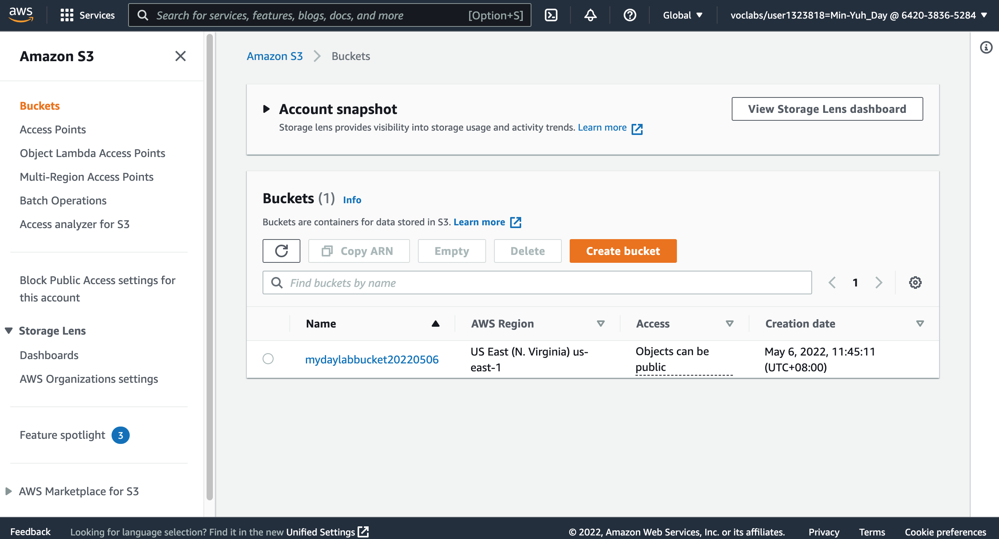 aws
Services
Search for services, features, blogs, docs, and more
[Option+S]
Global
voclabs/user1323818=Min-Yuh_Day @ 6420-3836-5284
Amazon S3
Buckets
Access Points
Object Lambda Access Points
Multi-Region Access Points
Batch Operations
Access analyzer for S3
Block Public Access settings for
this account
Storage Lens
Dashboards
AWS Organizations settings
Feature spotlight 3
AWS Marketplace for S3
Amazon S3 Buckets
Account snapshot
Storage lens provides visibility into storage usage and activity trends. Learn more
View Storage Lens dashboard
Buckets (1) Info
Buckets are containers for data stored in S3. Learn more
Copy ARN
Empty
Delete
Create bucket
Find buckets by name
1
Name
AWS Region
Access
Creation date
mydaylabbucket20220506
US East (N. Virginia) us-
east-1
Objects can be
public
May 6, 2022, 11:45:11
(UTC+08:00)
Feedback
Looking for language selection? Find it in the new Unified Settings
© 2022, Amazon Web Services, Inc. or its affiliates.
Privacy
Terms
Cookie preferences